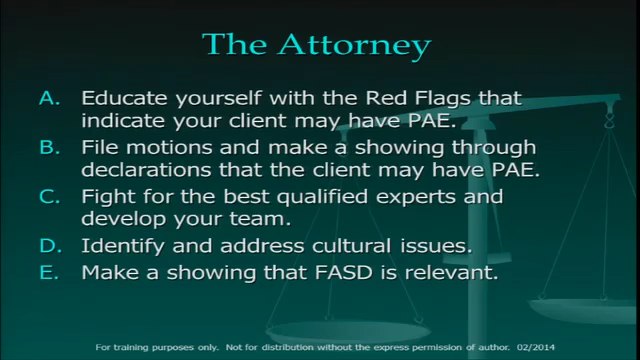 The Attorney
A. Educate yourself with the Red Flags that
indicate your client may have PAE.
B. File motions and make a showing through
declarations that the client may have PAE.
C. Fight for the best qualified experts and
develop your team.
D. Identify and address cultural issues.
E. Make a showing that FASD is relevant.
For training purposes only. Not for distribution without the express permission of author. 02/2014